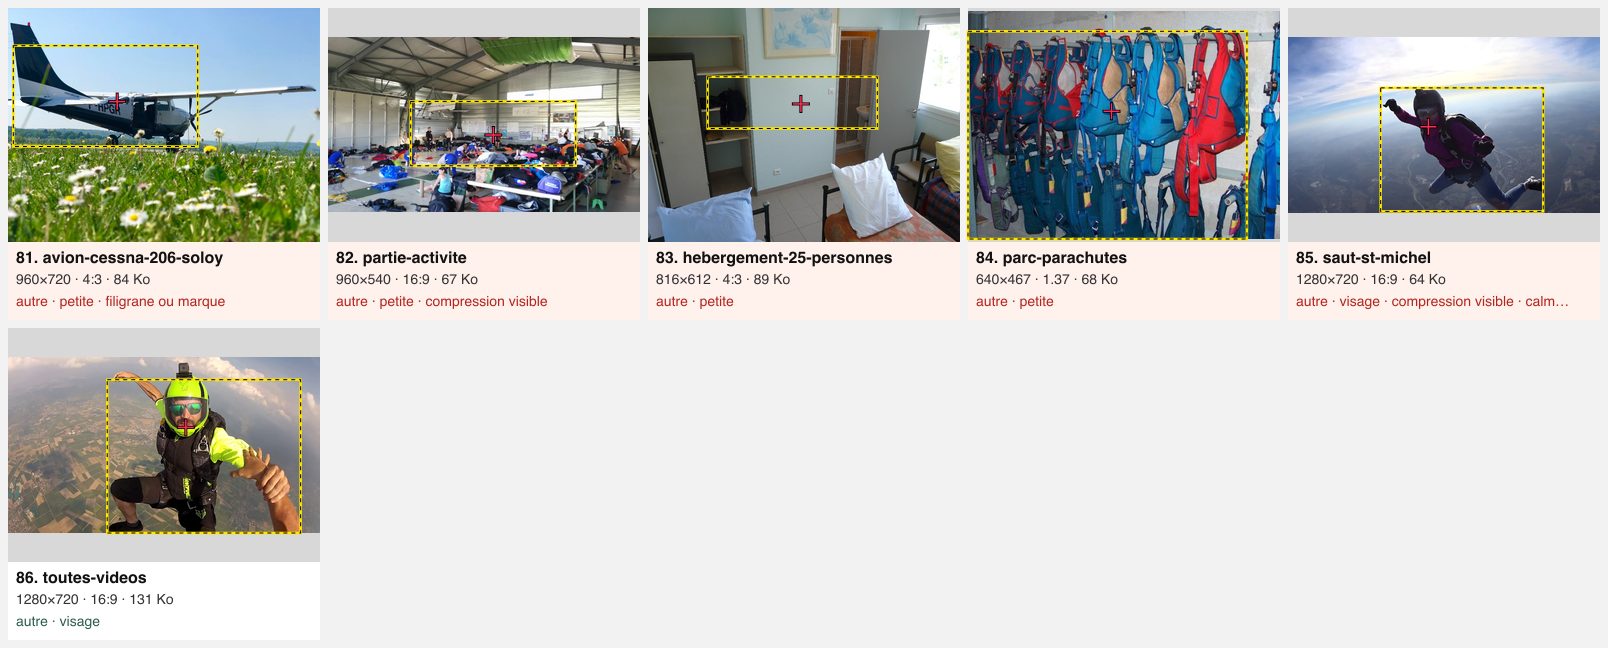 81. avion-cessna-206-soloy
960×720 · 4:3 · 84 Ko
autre · petite · filigrane ou marque
82. partie-activite
960×540 · 16:9 · 67 Ko
autre · petite · compression visible
83. hebergement-25-personnes
816×612 · 4:3 · 89 Ko
autre · petite
84. parc-parachutes
640×467 · 1.37 · 68 Ko
autre · petite
85. saut-st-michel
1280×720 · 16:9 · 64 Ko
autre · visage · compression visible · calm…
86. toutes-videos
1280×720 · 16:9 · 131 Ko
autre · visage